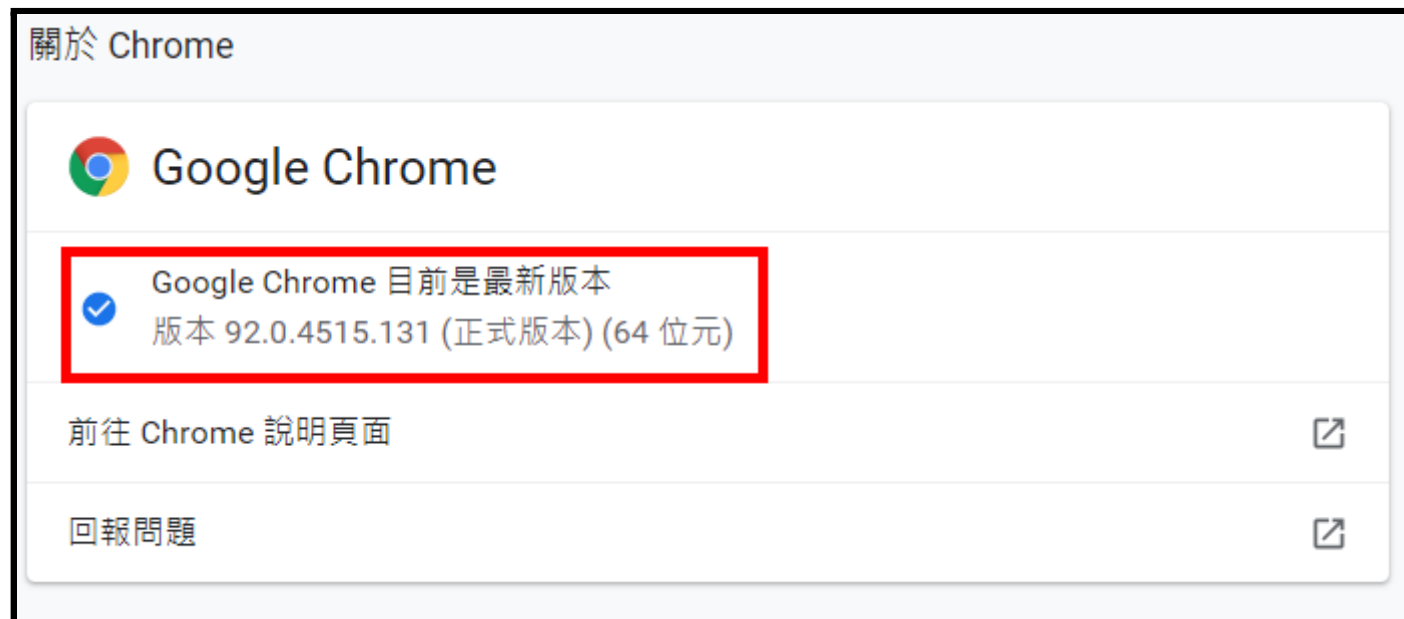 關於 Chrome
Google Chrome
Google Chrome 目前是最新版本
版本 92.0.4515.131 (正式版本) (64 位元)
前往 Chrome 說明頁面
回報問題